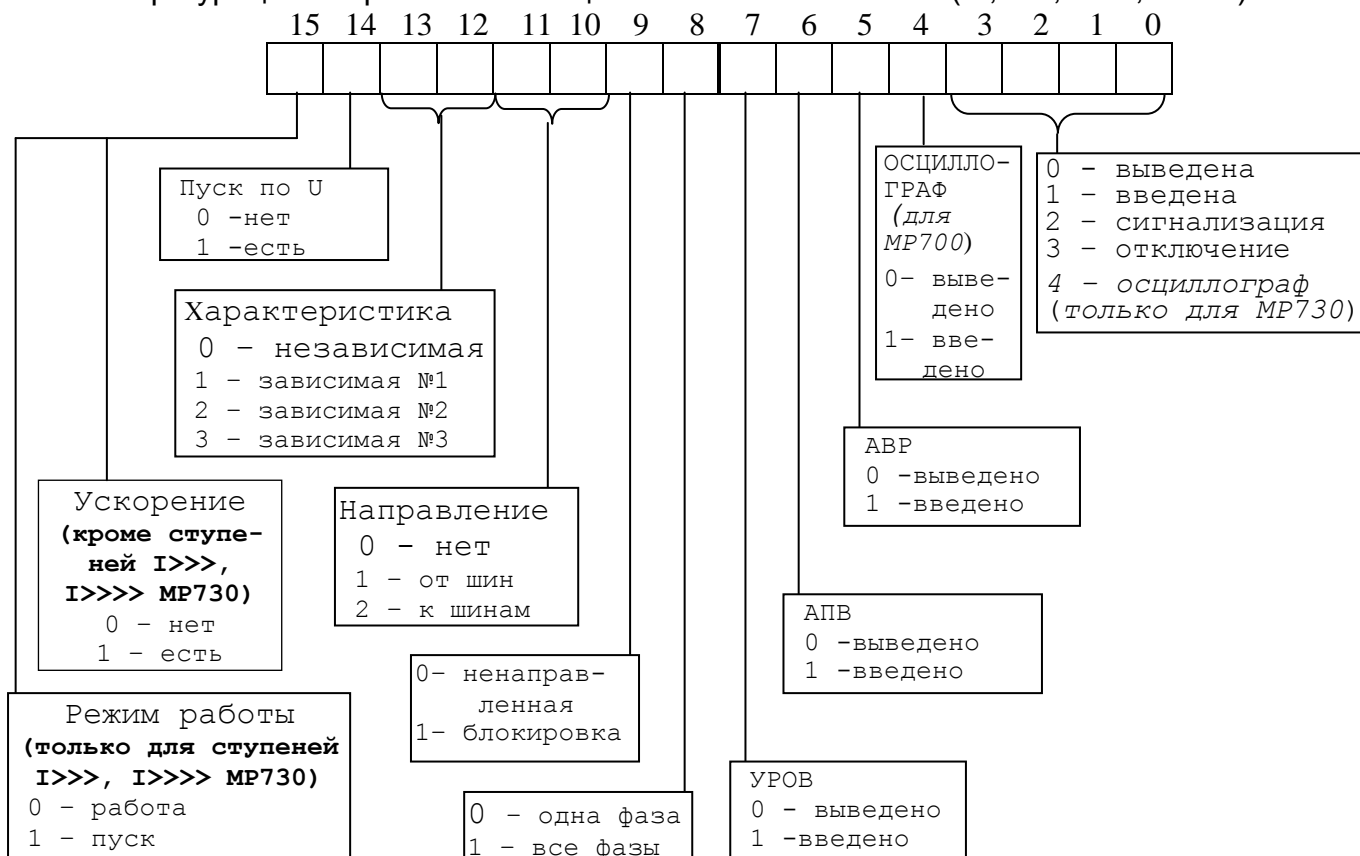 15 14 13 12 11 10 9 8 7 6 5 4 3 2 1 0
Пуск по U
0 -нет
1 -есть
Характеристика
0 – независимая
1 – зависимая №1
2 – зависимая №2
3 – зависимая №3
Ускорение
(кроме ступе-
ней I>>>,
I>>>> МР730)
0 – нет
1 – есть
Режим работы
(только для ступеней
I>>>, I>>>> МР730)
0 – работа
1 – пуск
Направление
0 – нет
1 – от шин
2 – к шинам
0– ненаправ-
ленная
1– блокировка
0 – одна фаза
1 – все фазы
УРОВ
0 – выведено
1 -введено
АПВ
0 -выведено
1 -введено
АВР
0 -выведено
1 -введено
ОСЦИЛЛО-
ГРАФ
(для
МР700)
0– выве-
дено
1– вве-
дено
0 – выведена
1 – введена
2 – сигнализация
3 – отключение
4 – осциллограф
(только для МР730)